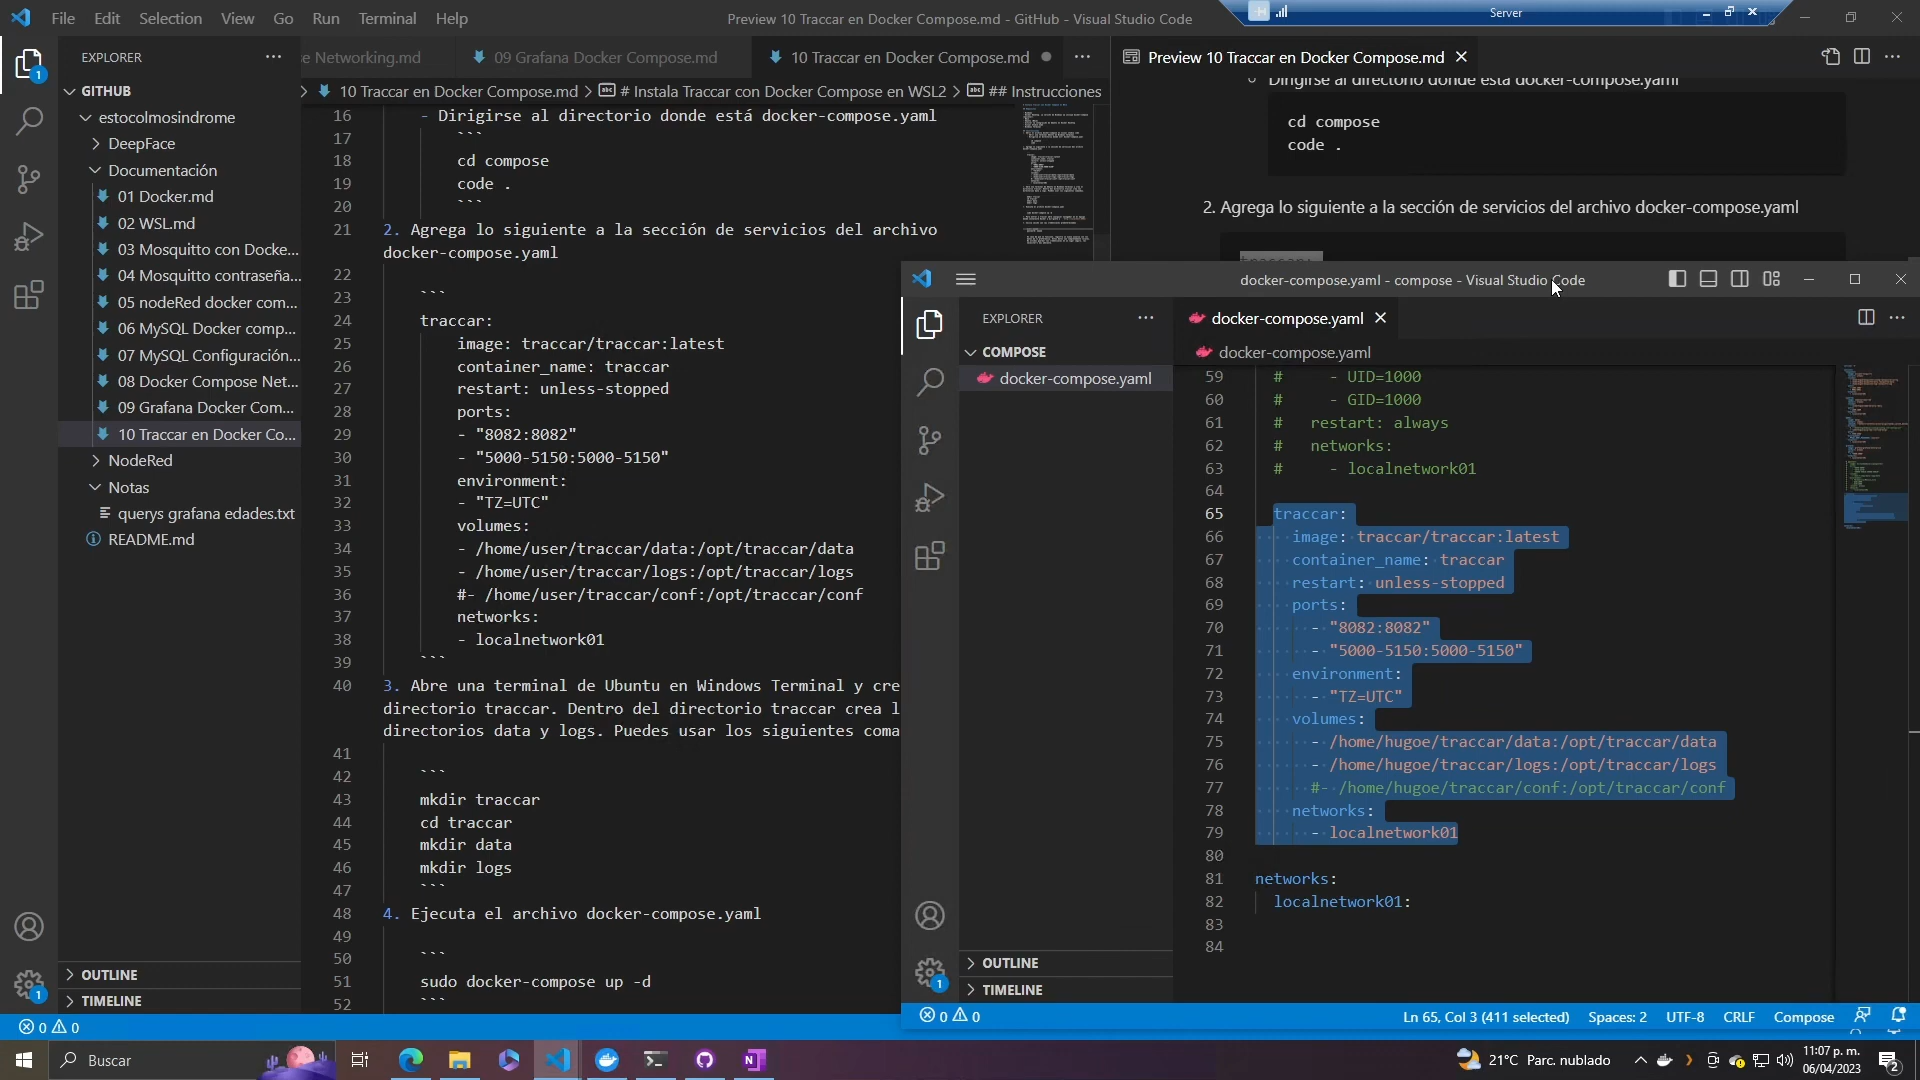 File Edit Selection View Go Run Terminal Help
Preview 10 Traccar en Docker Compose.md - GitHub - Visual Studio Code
Server
EXPLORER
GITHUB
estocolmosindrome
DeepFace
Documentación
01 Docker.md
02 WSL.md
03 Mosquitto con Docke...
04 Mosquitto contraseña...
05 nodeRed docker com...
06 MySQL Docker comp...
07 MySQL Configuración...
08 Docker Compose Net...
09 Grafana Docker Com...
10 Traccar en Docker Co...
NodeRed
Notas
querys grafana edades.txt
README.md
OUTLINE
TIMELINE
1
1
e Networking.md
09 Grafana Docker Compose.md
10 Traccar en Docker Compose.md
10 Traccar en Docker Compose.md > # Instala Traccar con Docker Compose en WSL2 > ## Instrucciones
16 - Dirigirse al directorio donde está docker-compose.yaml
17 ```
18 cd compose
19 code .
20 ```
21 2. Agrega lo siguiente a la sección de servicios del archivo
docker-compose.yaml
22
23 ```
24 traccar:
25 image: traccar/traccar:latest
26 container_name: traccar
27 restart: unless-stopped
28 ports:
29 - "8082:8082"
30 - "5000-5150:5000-5150"
31 environment:
32 - "TZ=UTC"
33 volumes:
34 - /home/user/traccar/data:/opt/traccar/data
35 - /home/user/traccar/logs:/opt/traccar/logs
36 #- /home/user/traccar/conf:/opt/traccar/conf
37 networks:
38 - localnetwork01
39 ```
40 3. Abre una terminal de Ubuntu en Windows Terminal y cre
directorio traccar. Dentro del directorio traccar crea l
directorios data y logs. Puedes usar los siguientes coma
41
42 ```
43 mkdir traccar
44 cd traccar
45 mkdir data
46 mkdir logs
47 ```
48 4. Ejecuta el archivo docker-compose.yaml
49
50 ```
51 sudo docker-compose up -d
52 ```
Preview 10 Traccar en Docker Compose.md
Dirigirse al directorio donde está docker-compose.yaml
cd compose
code .
2. Agrega lo siguiente a la sección de servicios del archivo docker-compose.yaml
docker-compose.yaml - compose - Visual Studio Code
EXPLORER
COMPOSE
docker-compose.yaml
OUTLINE
TIMELINE
1
docker-compose.yaml
docker-compose.yaml
59 # - UID=1000
60 # - GID=1000
61 # restart: always
62 # networks:
63 # - localnetwork01
64
65 traccar:
66 image: traccar/traccar:latest
67 container_name: traccar
68 restart: unless-stopped
69 ports:
70 - "8082:8082"
71 - "5000-5150:5000-5150"
72 environment:
73 - "TZ=UTC"
74 volumes:
75 - /home/hugoe/traccar/data:/opt/traccar/data
76 - /home/hugoe/traccar/logs:/opt/traccar/logs
77 #- /home/hugoe/traccar/conf:/opt/traccar/conf
78 networks:
79 - localnetwork01
80
81 networks:
82 localnetwork01:
83
84
0 0
Ln 65, Col 3 (411 selected) Spaces: 2 UTF-8 CRLF Compose
0 0
Buscar
21°C Parc. nublado
11:07 p. m.
06/04/2023
2